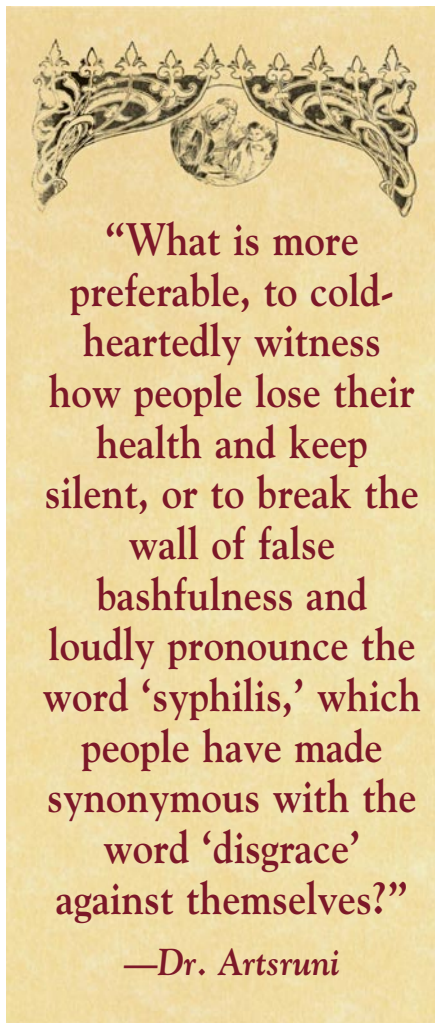 “What is more
preferable, to cold-
heartedly witness
how people lose their
health and keep
silent, or to break the
wall of false
bashfulness and
loudly pronounce the
word ‘syphilis,’ which
people have made
synonymous with the
word ‘disgrace’
against themselves?”
—Dr. Artsruni